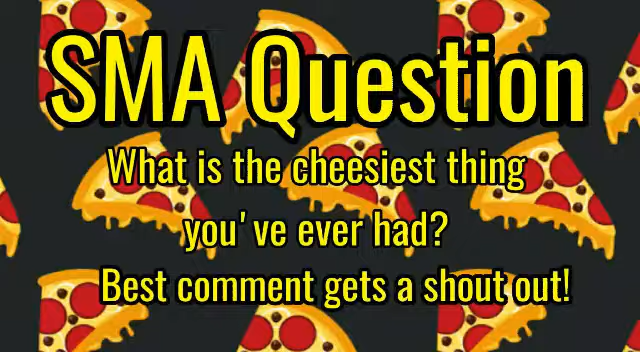 SMA Question
What is the cheesiest thing
you've ever had?
Best comment gets a shout out!